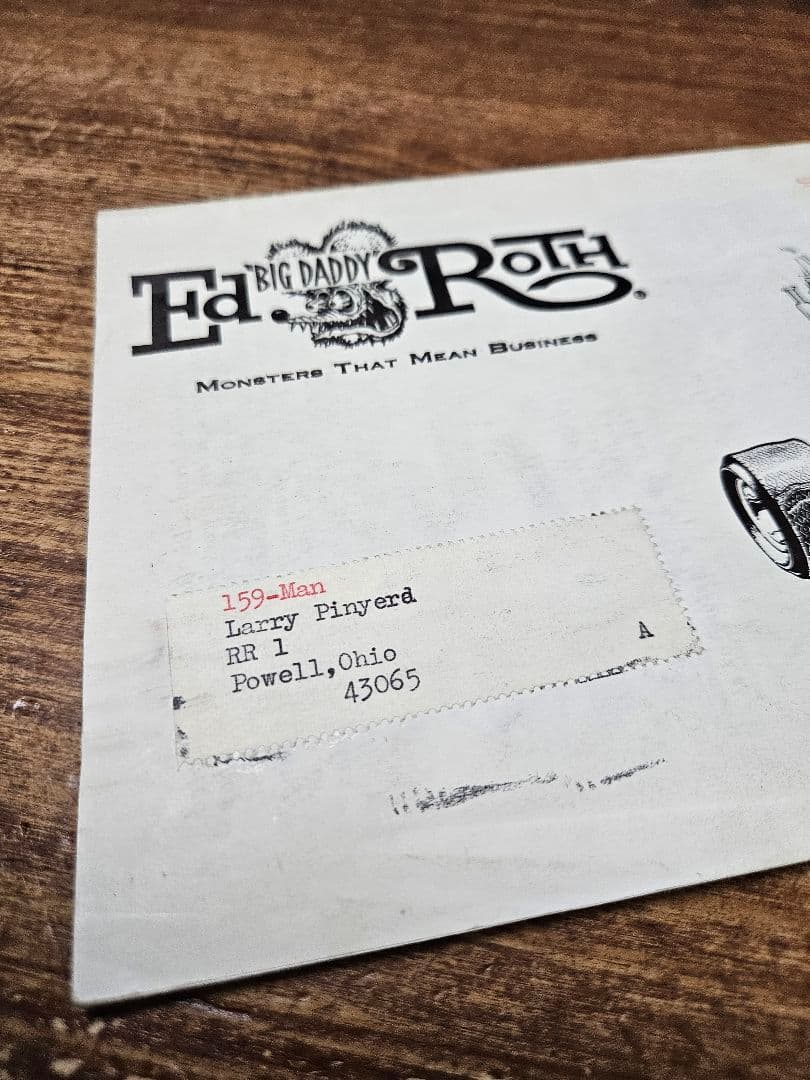 Ed "BIG DADDY" ROTH®
MONSTERS THAT MEAN BUSINESS
159-Man
Larry Pinyerd
RR 1
Powell,Ohio
43065
A